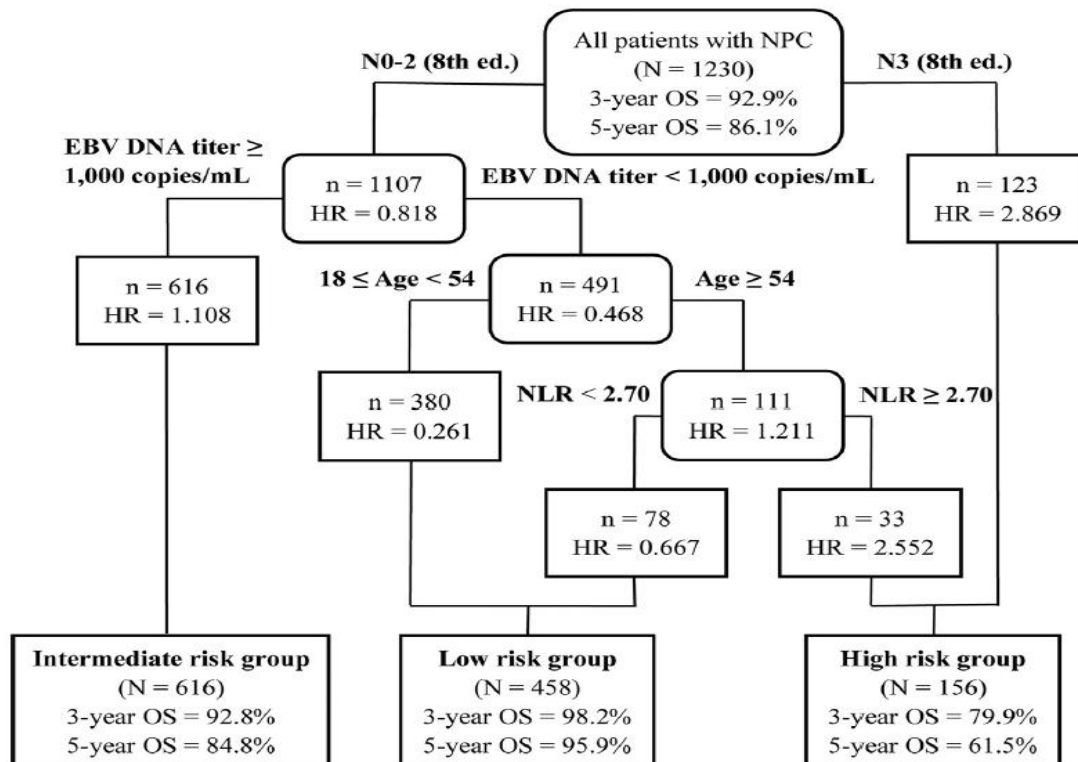 All patients with NPC
(N = 1230)
3-year OS = 92.9%
5-year OS = 86.1%
N0-2 (8th ed.)
N3 (8th ed.)
EBV DNA titer ≥
1,000 copies/mL
n = 1107
HR = 0.818
EBV DNA titer < 1,000 copies/mL
n = 123
HR = 2.869
n = 616
HR = 1.108
18 ≤ Age < 54
n = 491
HR = 0.468
Age ≥ 54
n = 380
HR = 0.261
NLR < 2.70
n = 111
HR = 1.211
NLR ≥ 2.70
n = 78
HR = 0.667
n = 33
HR = 2.552
Intermediate risk group
(N = 616)
3-year OS = 92.8%
5-year OS = 84.8%
Low risk group
(N = 458)
3-year OS = 98.2%
5-year OS = 95.9%
High risk group
(N = 156)
3-year OS = 79.9%
5-year OS = 61.5%